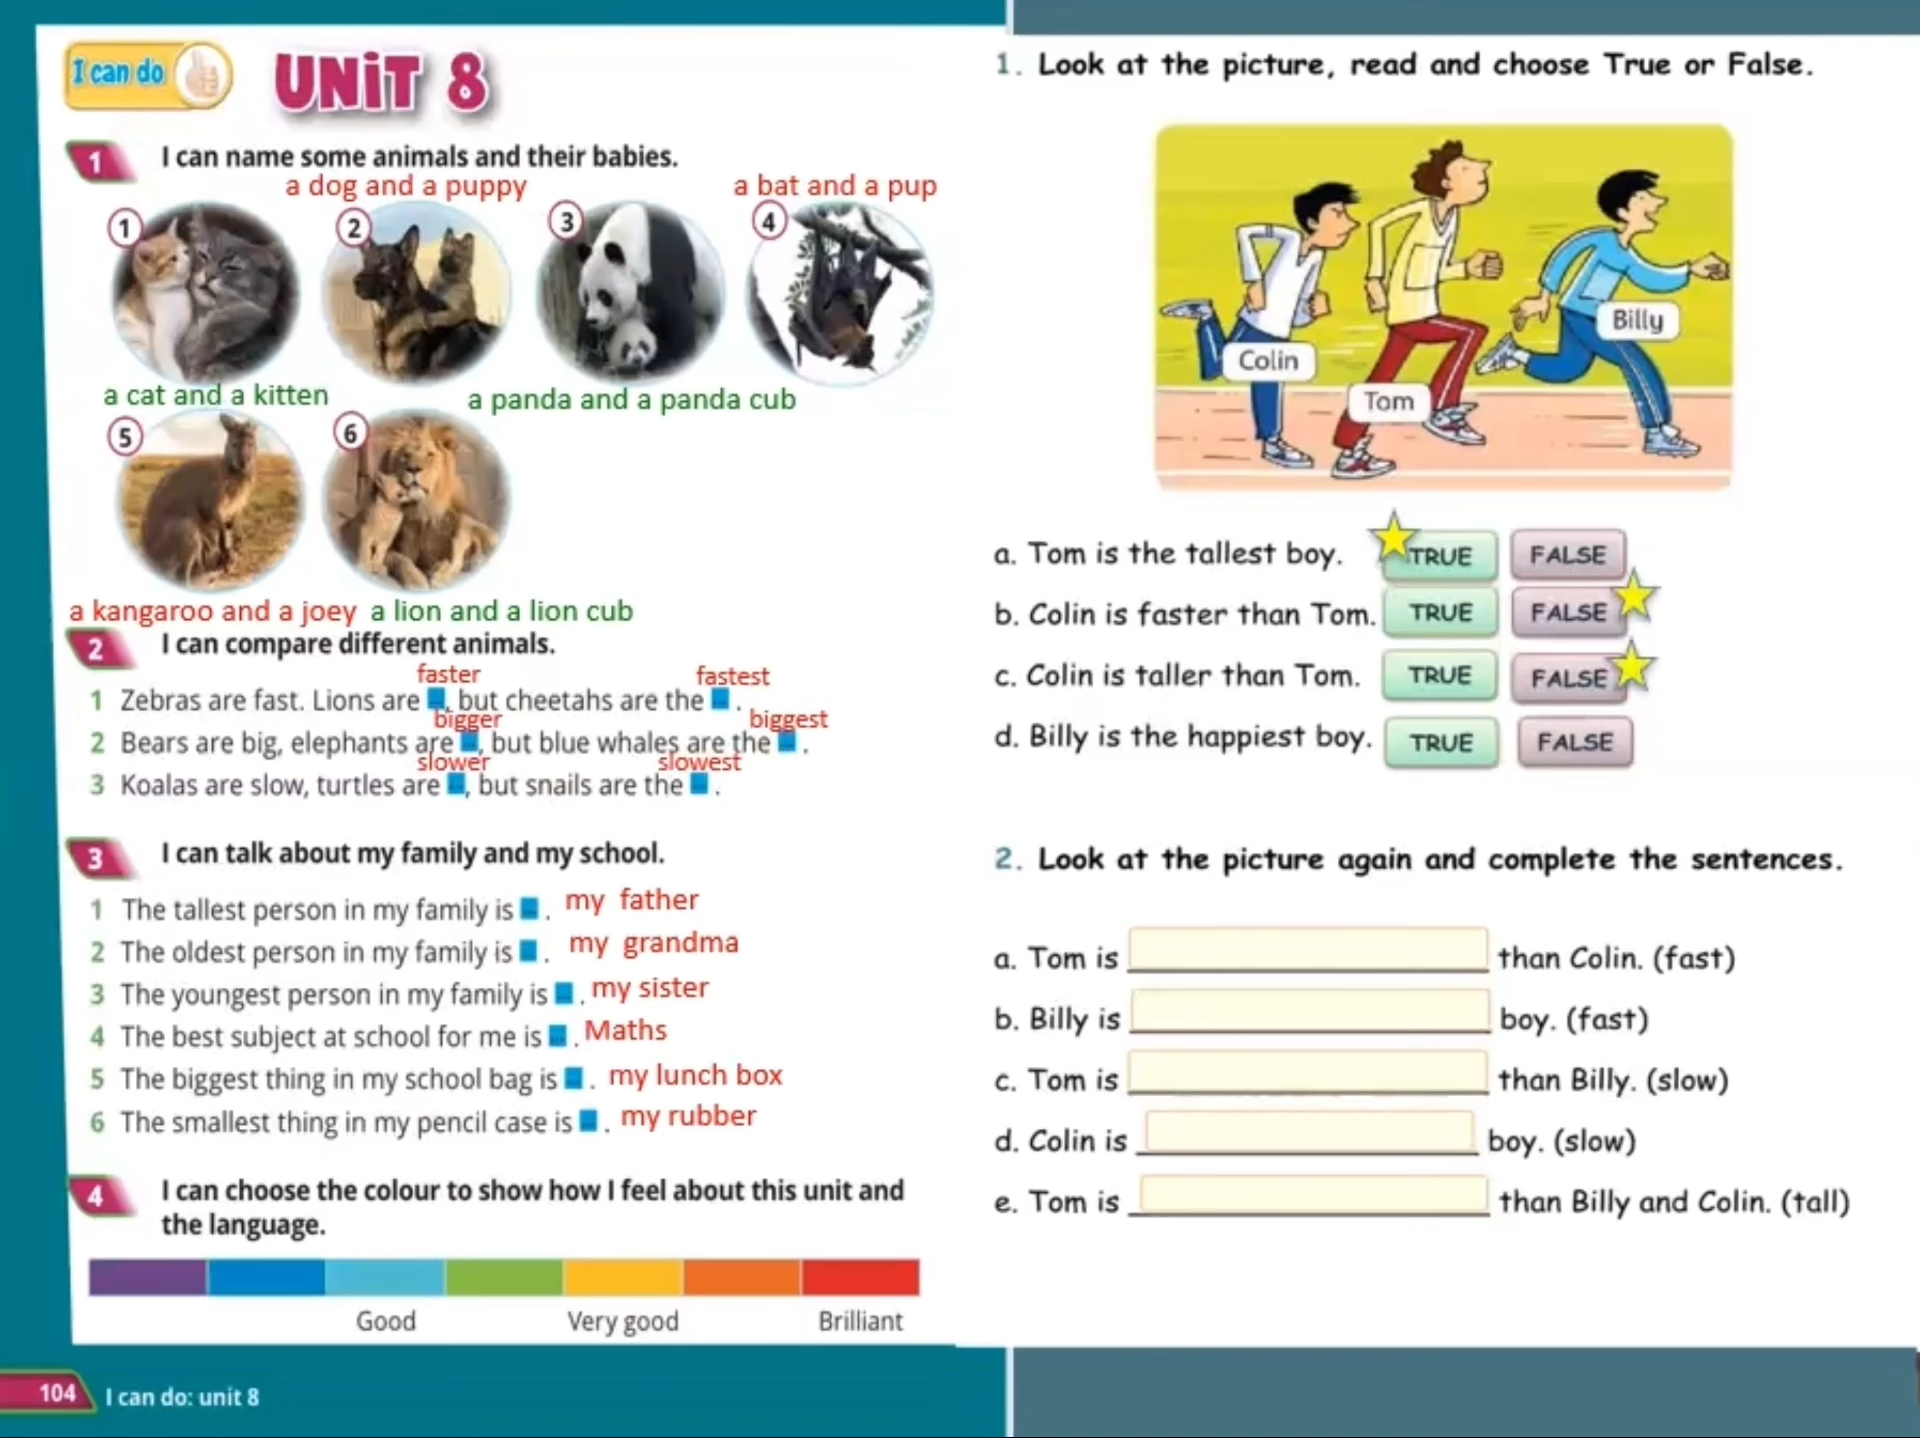 I can do
UNiT 8
1 I can name some animals and their babies.
a dog and a puppy
a bat and a pup
1
2
3
4
a cat and a kitten
a panda and a panda cub
5
6
a kangaroo and a joey
a lion and a lion cub
2 I can compare different animals.
faster fastest
1 Zebras are fast. Lions are ..., but cheetahs are the ... .
bigger biggest
2 Bears are big, elephants are ..., but blue whales are the ... .
slower slowest
3 Koalas are slow, turtles are ..., but snails are the ... .
3 I can talk about my family and my school.
1 The tallest person in my family is ... . my father
2 The oldest person in my family is ... . my grandma
3 The youngest person in my family is ... . my sister
4 The best subject at school for me is ... . Maths
5 The biggest thing in my school bag is ... . my lunch box
6 The smallest thing in my pencil case is ... . my rubber
4 I can choose the colour to show how I feel about this unit and
the language.
Good Very good Brilliant
104 I can do: unit 8
1. Look at the picture, read and choose True or False.
Billy
Colin
Tom
a. Tom is the tallest boy. TRUE FALSE
b. Colin is faster than Tom. TRUE FALSE
c. Colin is taller than Tom. TRUE FALSE
d. Billy is the happiest boy. TRUE FALSE
2. Look at the picture again and complete the sentences.
a. Tom is than Colin. (fast)
b. Billy is boy. (fast)
c. Tom is than Billy. (slow)
d. Colin is boy. (slow)
e. Tom is than Billy and Colin. (tall)